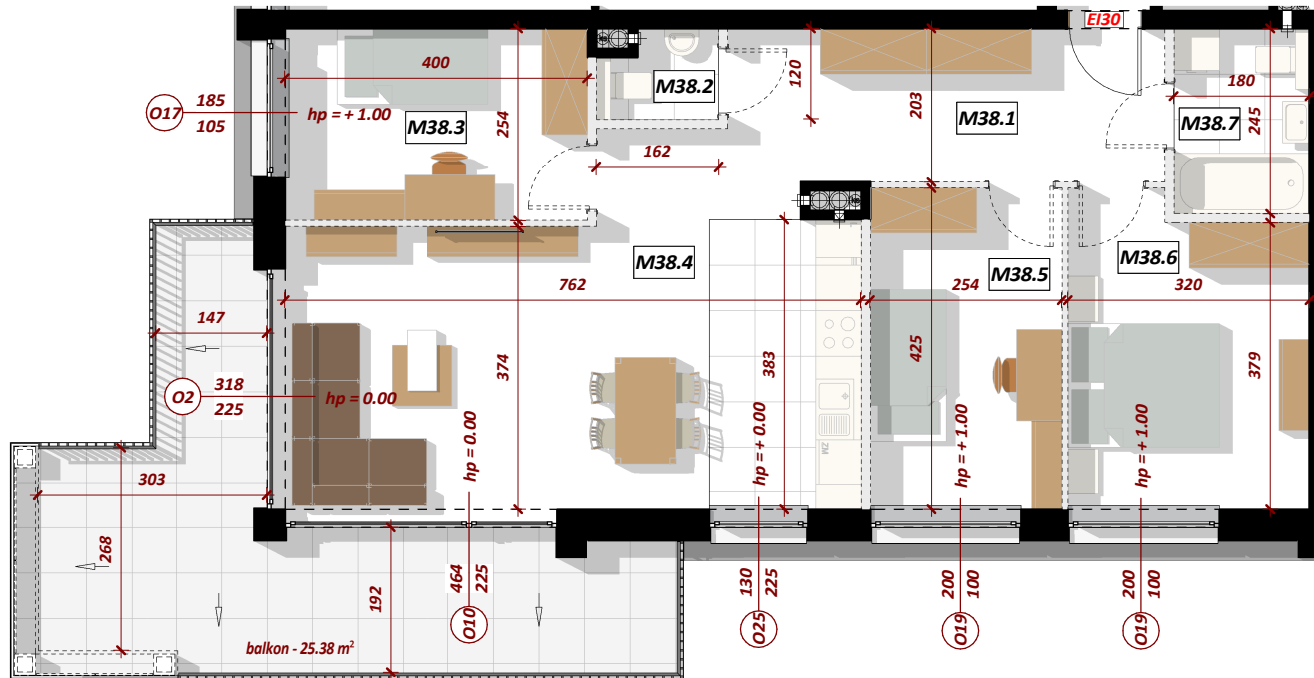 EI30
400
M38.2
120
180
O17
185
105
hp = + 1.00
M38.3
254
203
M38.1
M38.7
245
162
M38.4
M38.5
M38.6
762
254
320
147
374
383
425
379
O2
318
225
hp = 0.00
hp = 0.00
hp = + 0.00
hp = + 1.00
hp = + 1.00
ZM
303
268
192
464
225
O10
130
225
O25
200
100
O19
200
100
O19
balkon - 25.38 m²